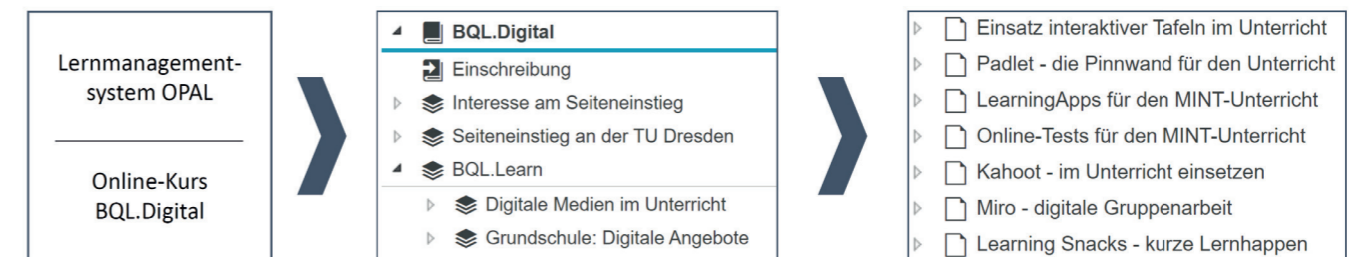 Lernmanagement-
system OPAL
Online-Kurs
BQL.Digital
BQL.Digital
Einschreibung
Interesse am Seiteneinstieg
Seiteneinstieg an der TU Dresden
BQL.Learn
Digitale Medien im Unterricht
Grundschule: Digitale Angebote
Einsatz interaktiver Tafeln im Unterricht
Padlet - die Pinnwand für den Unterricht
LearningApps für den MINT-Unterricht
Online-Tests für den MINT-Unterricht
Kahoot - im Unterricht einsetzen
Miro - digitale Gruppenarbeit
Learning Snacks - kurze Lernhappen